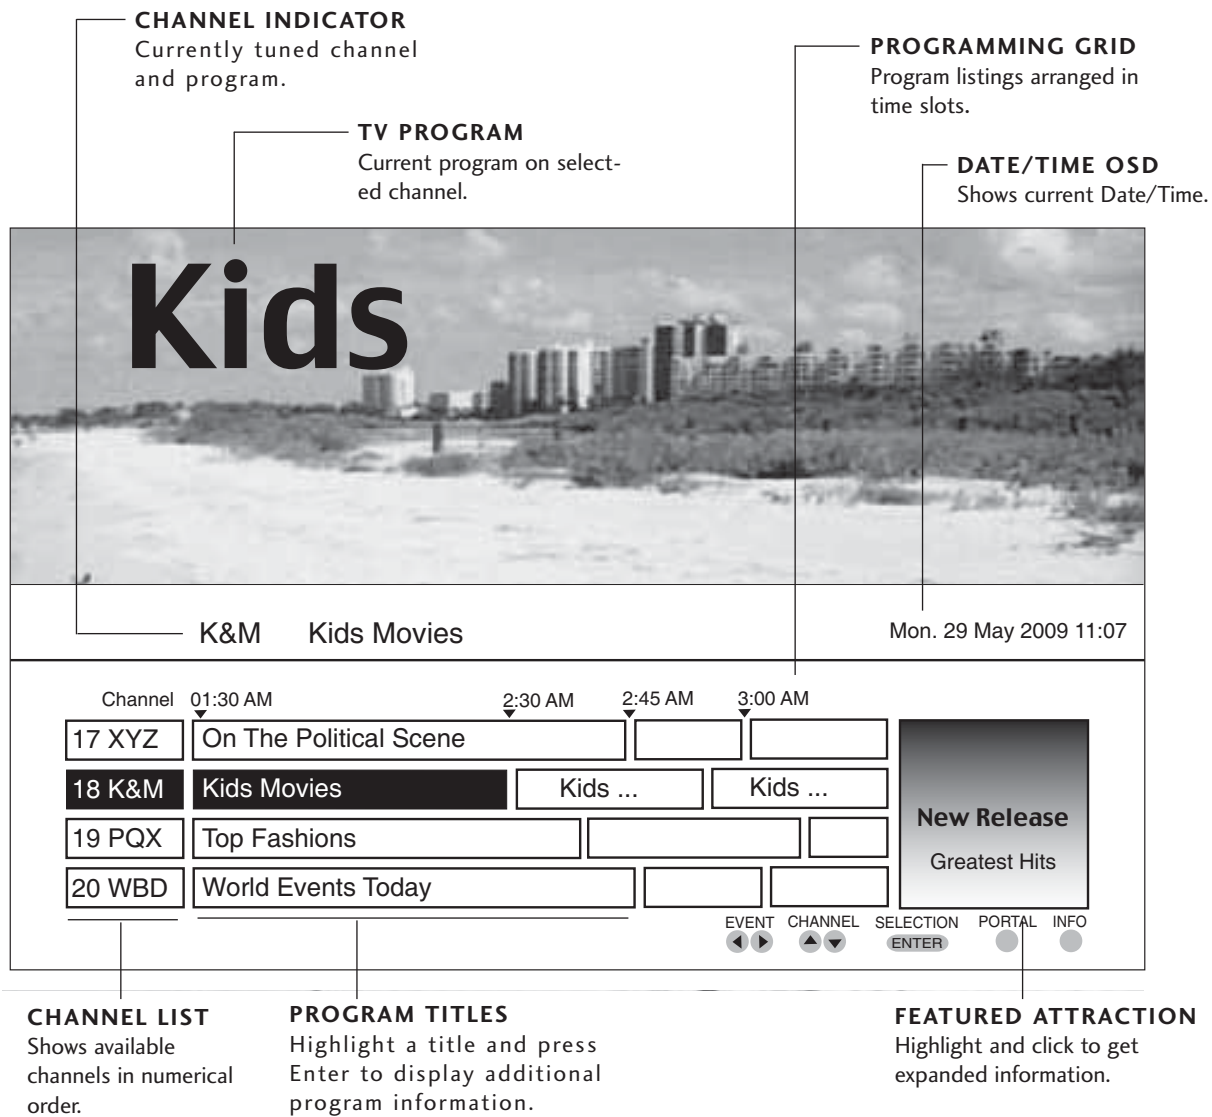 CHANNEL INDICATOR
Currently tuned channel
and program.
PROGRAMMING GRID
Program listings arranged in
time slots.
TV PROGRAM
Current program on select-
ed channel.
DATE/TIME OSD
Shows current Date/Time.
Kids
K&M Kids Movies
Mon. 29 May 2009 11:07
Channel 01:30 AM 2:30 AM 2:45 AM 3:00 AM
17 XYZ On The Political Scene
18 K&M Kids Movies Kids ... Kids ...
19 PQX Top Fashions
20 WBD World Events Today
New Release
Greatest Hits
EVENT CHANNEL SELECTION PORTAL INFO
ENTER
CHANNEL LIST
Shows available
channels in numerical
order.
PROGRAM TITLES
Highlight a title and press
Enter to display additional
program information.
FEATURED ATTRACTION
Highlight and click to get
expanded information.